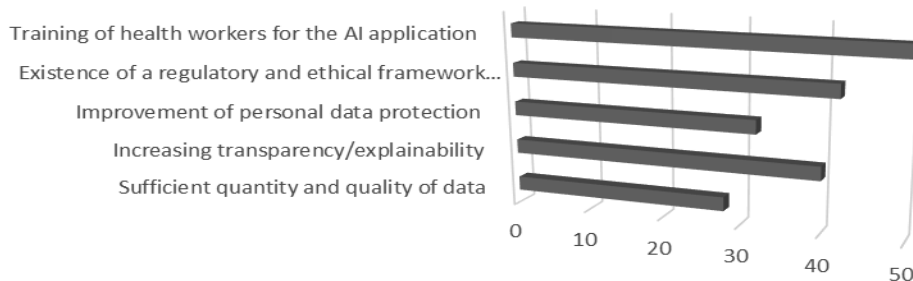 Training of health workers for the AI application
Existence of a regulatory and ethical framework...
Improvement of personal data protection
Increasing transparency/explainability
Sufficient quantity and quality of data
0
10
20
30
40
50